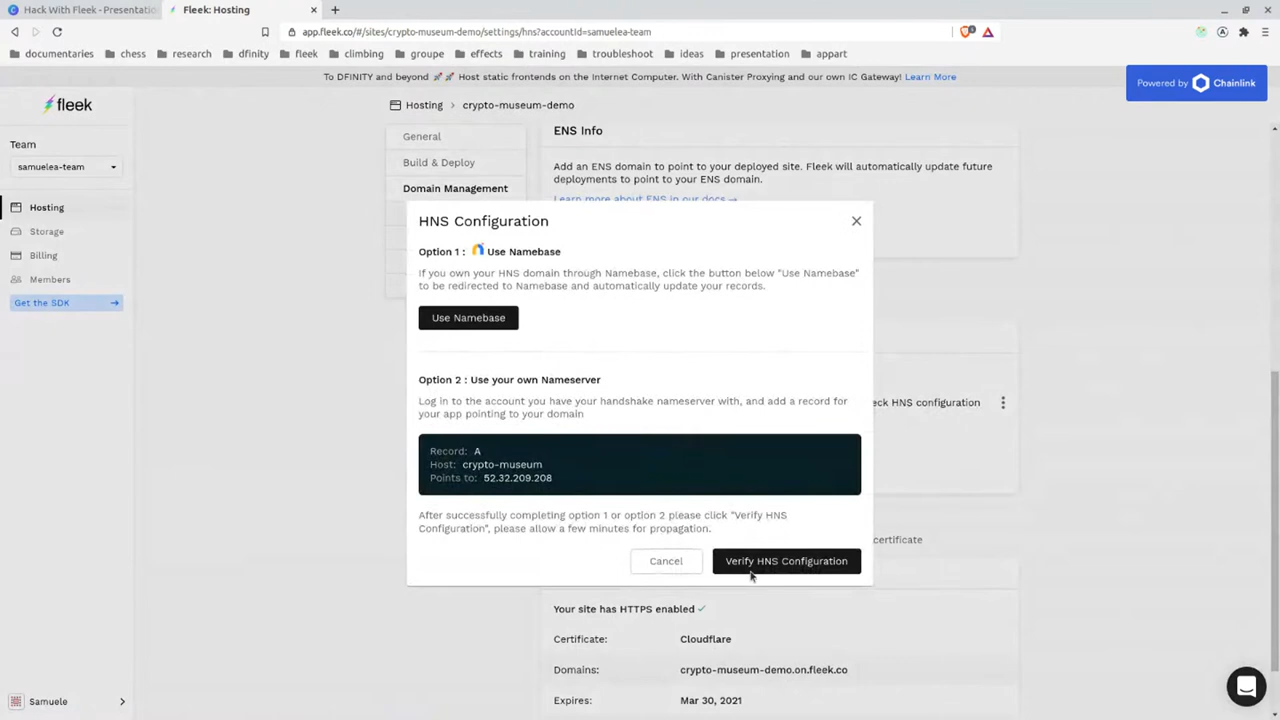 Hack With Fleek - Presentatio
Fleek: Hosting
app.fleek.co/#/sites/crypto-museum-demo/settings/hns?accountId=samuelea-team
documentaries
chess
research
dfinity
fleek
climbing
groupe
effects
training
troubleshoot
ideas
presentation
appart
To DFINITY and beyond 🚀 🚀 Host static frontends on the Internet Computer. With Canister Proxying and our own IC Gateway! Learn More
Powered by Chainlink
fleek
Hosting > crypto-museum-demo
Team
samuelea-team
Hosting
Storage
Billing
Members
Get the SDK →
General
Build & Deploy
Domain Management
ENS Info
Add an ENS domain to point to your deployed site. Fleek will automatically update future
deployments to point to your ENS domain.
Learn more about ENS in our docs →
HNS Configuration
Option 1 : Use Namebase
If you own your HNS domain through Namebase, click the button below "Use Namebase"
to be redirected to Namebase and automatically update your records.
Use Namebase
Option 2 : Use your own Nameserver
Log in to the account you have your handshake nameserver with, and add a record for
your app pointing to your domain
Record: A
Host: crypto-museum
Points to: 52.32.209.208
After successfully completing option 1 or option 2 please click "Verify HNS
Configuration", please allow a few minutes for propagation.
Cancel
Verify HNS Configuration
eck HNS configuration
certificate
Your site has HTTPS enabled ✓
Certificate: Cloudflare
Domains: crypto-museum-demo.on.fleek.co
Expires: Mar 30, 2021
Samuele